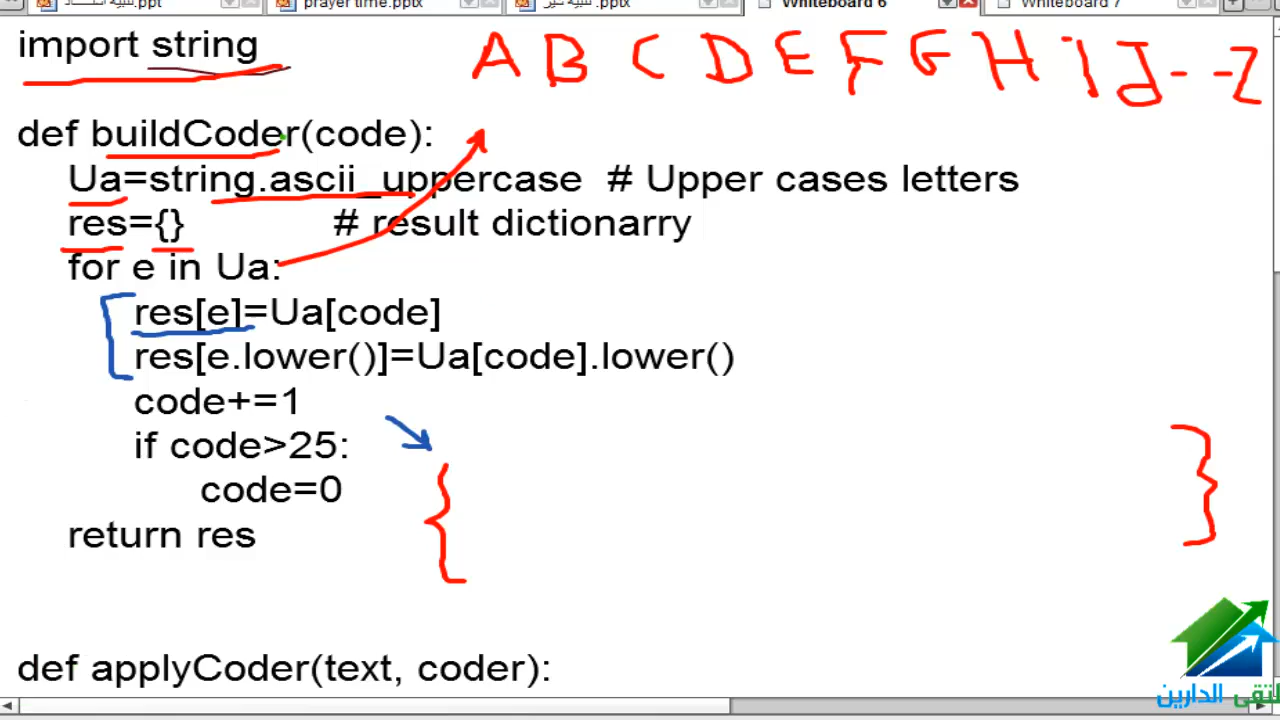 .ppt
prayer time.pptx
.pptx
Whiteboard 6
Whiteboard 7
import string
A B C D E F G H I J - - Z
def buildCoder(code):
Ua=string.ascii_uppercase # Upper cases letters
res={} # result dictionarry
for e in Ua:
res[e]=Ua[code]
res[e.lower()]=Ua[code].lower()
code+=1
if code>25:
code=0
return res
{ }
def applyCoder(text, coder):
ملتقى الدارين